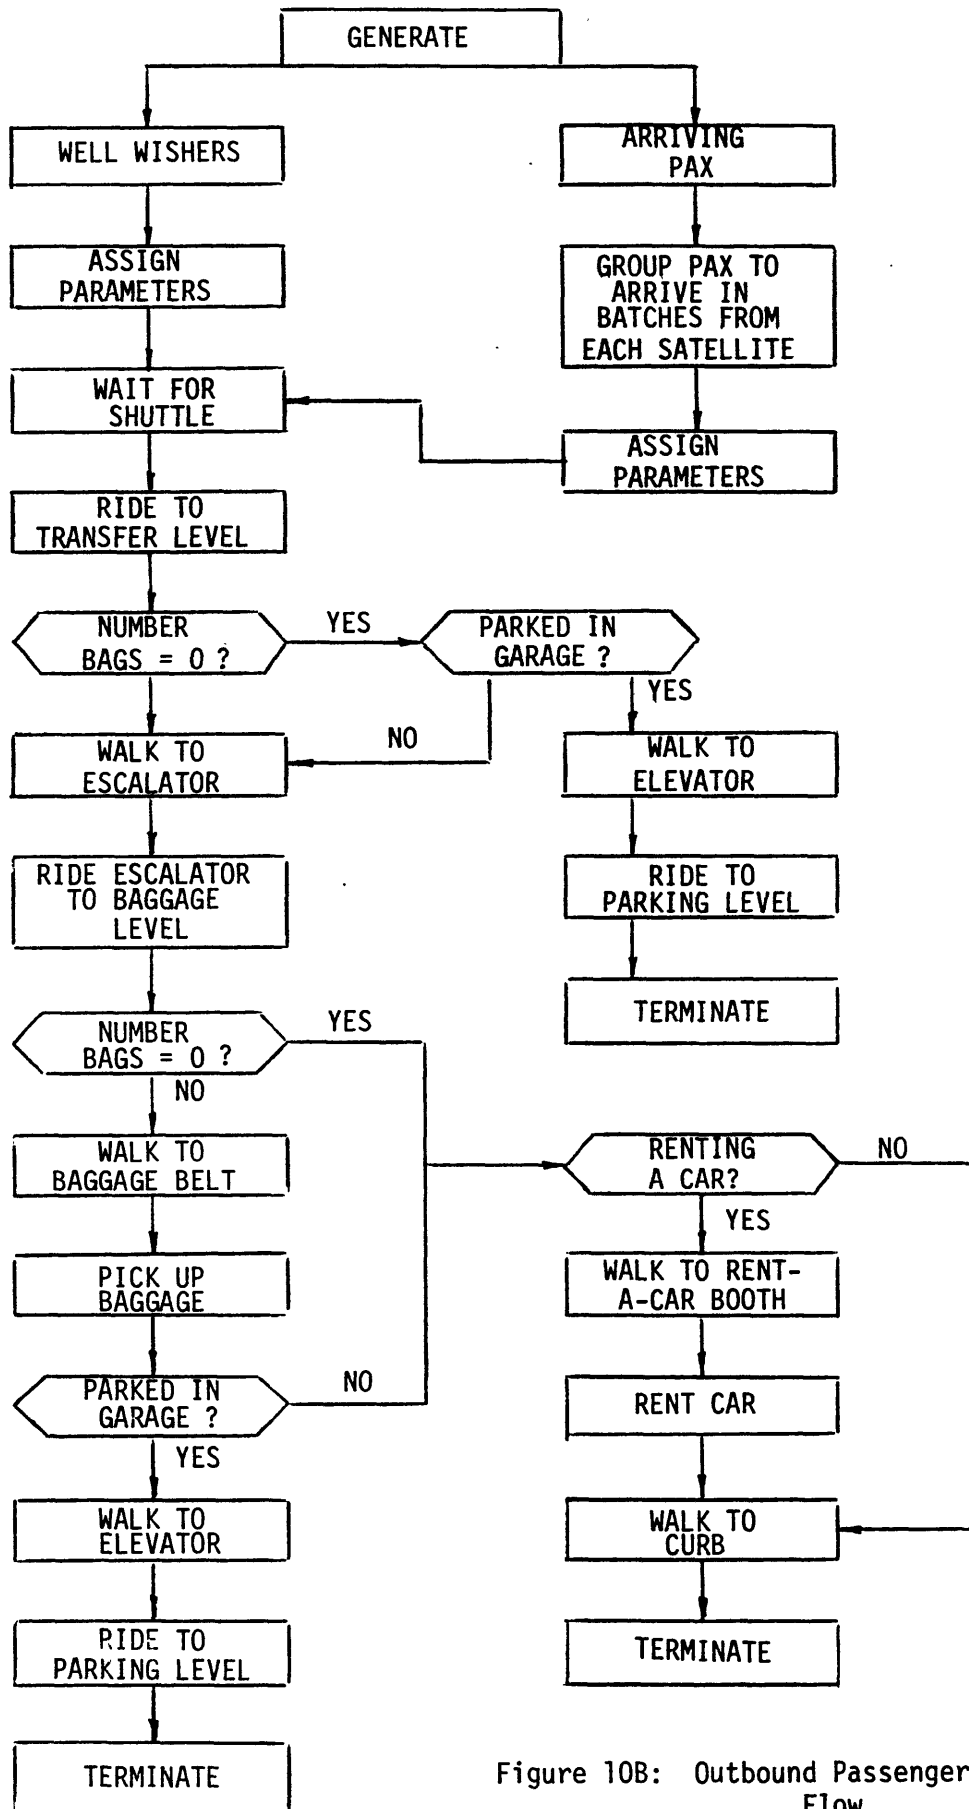 GENERATE
WELL WISHERS
ARRIVING
PAX
ASSIGN
PARAMETERS
GROUP PAX TO
ARRIVE IN
BATCHES FROM
EACH SATELLITE
WAIT FOR
SHUTTLE
ASSIGN
PARAMETERS
RIDE TO
TRANSFER LEVEL
NUMBER
BAGS = 0 ?
YES
PARKED IN
GARAGE ?
YES
NO
WALK TO
ESCALATOR
WALK TO
ELEVATOR
RIDE ESCALATOR
TO BAGGAGE
LEVEL
RIDE TO
PARKING LEVEL
TERMINATE
NUMBER
BAGS = 0 ?
YES
NO
WALK TO
BAGGAGE BELT
RENTING
A CAR?
NO
YES
PICK UP
BAGGAGE
WALK TO RENT-
A-CAR BOOTH
PARKED IN
GARAGE ?
NO
YES
RENT CAR
WALK TO
ELEVATOR
WALK TO
CURB
RIDE TO
PARKING LEVEL
TERMINATE
TERMINATE
Figure 10B: Outbound Passenger
Flow